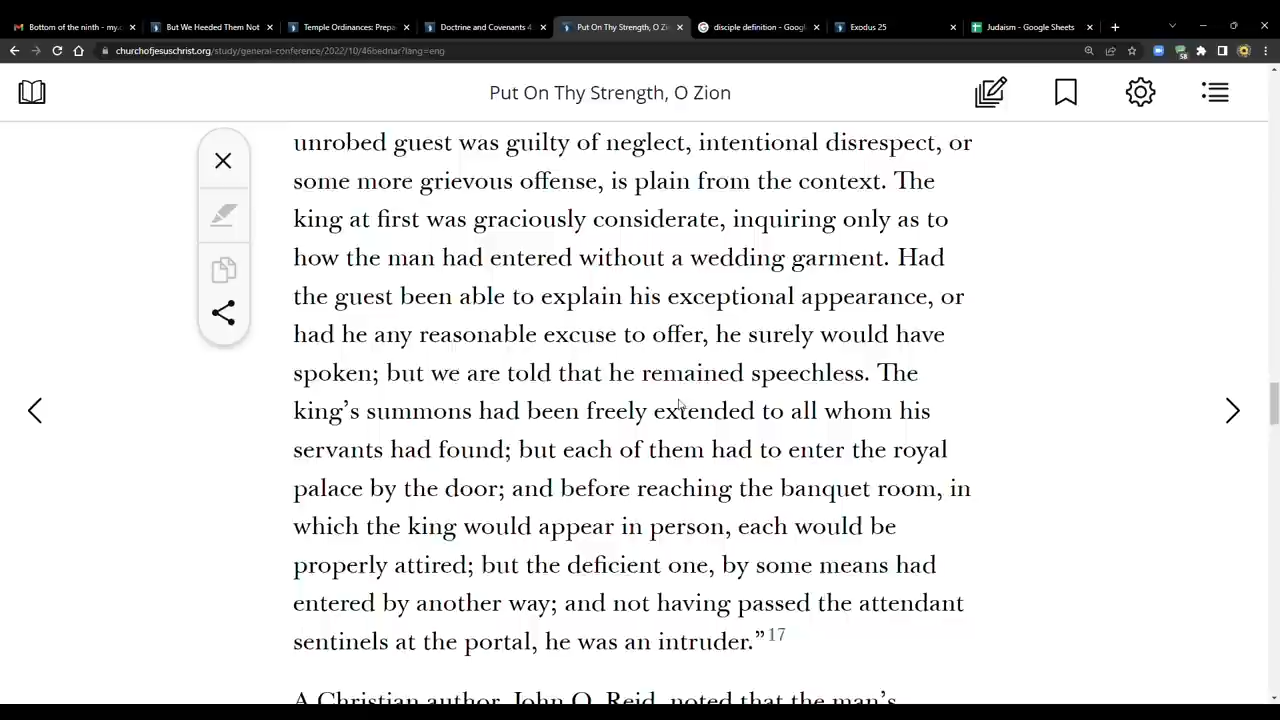 Bottom of the ninth - my.c
But We Heeded Them Not
Temple Ordinances: Prepa
Doctrine and Covenants 4
Put On Thy Strength, O Zi
disciple definition - Googl
Exodus 25
Judaism - Google Sheets
churchofjesuschrist.org/study/general-conference/2022/10/46bednar?lang=eng
58
Put On Thy Strength, O Zion
unrobed guest was guilty of neglect, intentional disrespect, or
some more grievous offense, is plain from the context. The
king at first was graciously considerate, inquiring only as to
how the man had entered without a wedding garment. Had
the guest been able to explain his exceptional appearance, or
had he any reasonable excuse to offer, he surely would have
spoken; but we are told that he remained speechless. The
king’s summons had been freely extended to all whom his
servants had found; but each of them had to enter the royal
palace by the door; and before reaching the banquet room, in
which the king would appear in person, each would be
properly attired; but the deficient one, by some means had
entered by another way; and not having passed the attendant
sentinels at the portal, he was an intruder.”17
A Christian author, John O. Reid, noted that the man’s